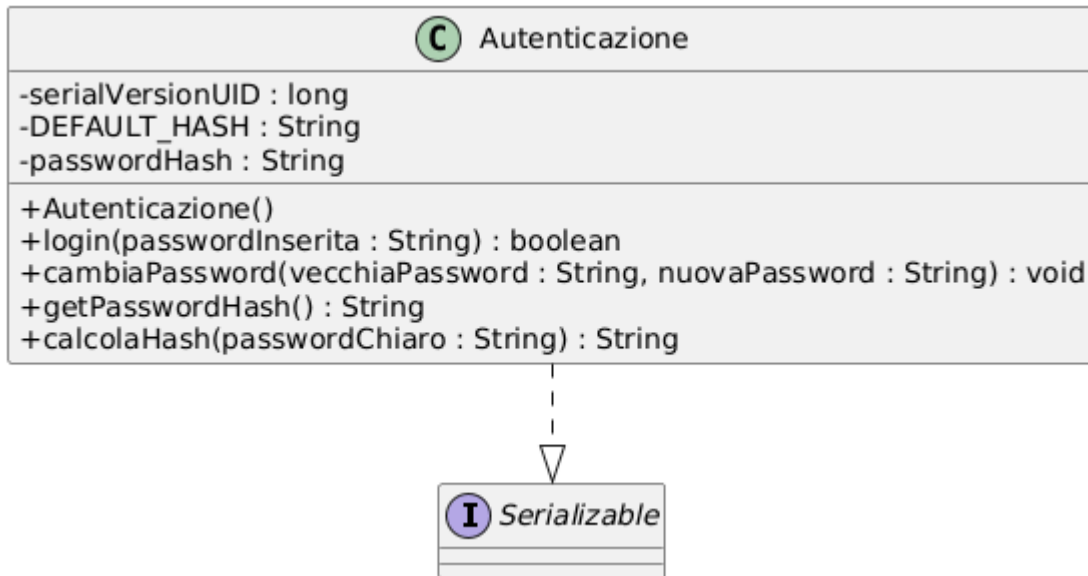 C Autenticazione
-serialVersionUID : long
-DEFAULT_HASH : String
-passwordHash : String
+Autenticazione()
+login(passwordInserita : String) : boolean
+cambiaPassword(vecchiaPassword : String, nuovaPassword : String) : void
+getPasswordHash() : String
+calcolaHash(passwordChiaro : String) : String
I Serializable